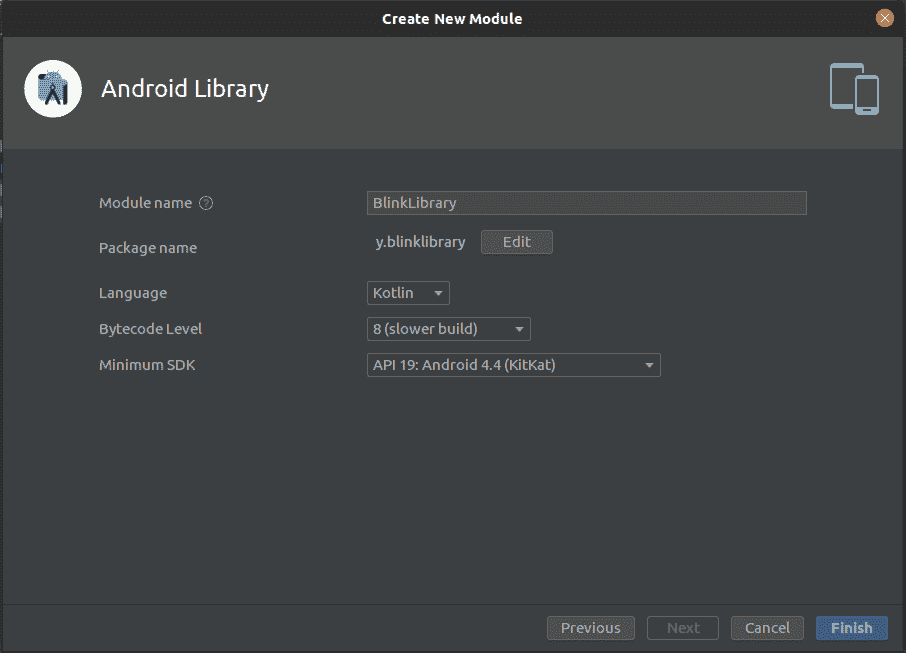 Create New Module
Android Library
Module name ?
BlinkLibrary
Package name
y.blinklibrary
Edit
Language
Kotlin
Bytecode Level
8 (slower build)
Minimum SDK
API 19: Android 4.4 (KitKat)
Previous
Next
Cancel
Finish